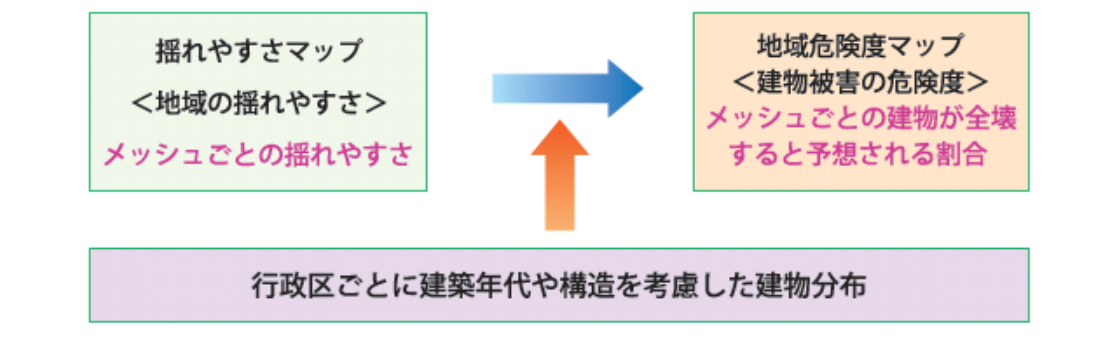 揺れやすさマップ
＜地域の揺れやすさ＞
メッシュごとの揺れやすさ
地域危険度マップ
＜建物被害の危険度＞
メッシュごとの建物が全壊
すると予想される割合
行政区ごとに建築年代や構造を考慮した建物分布